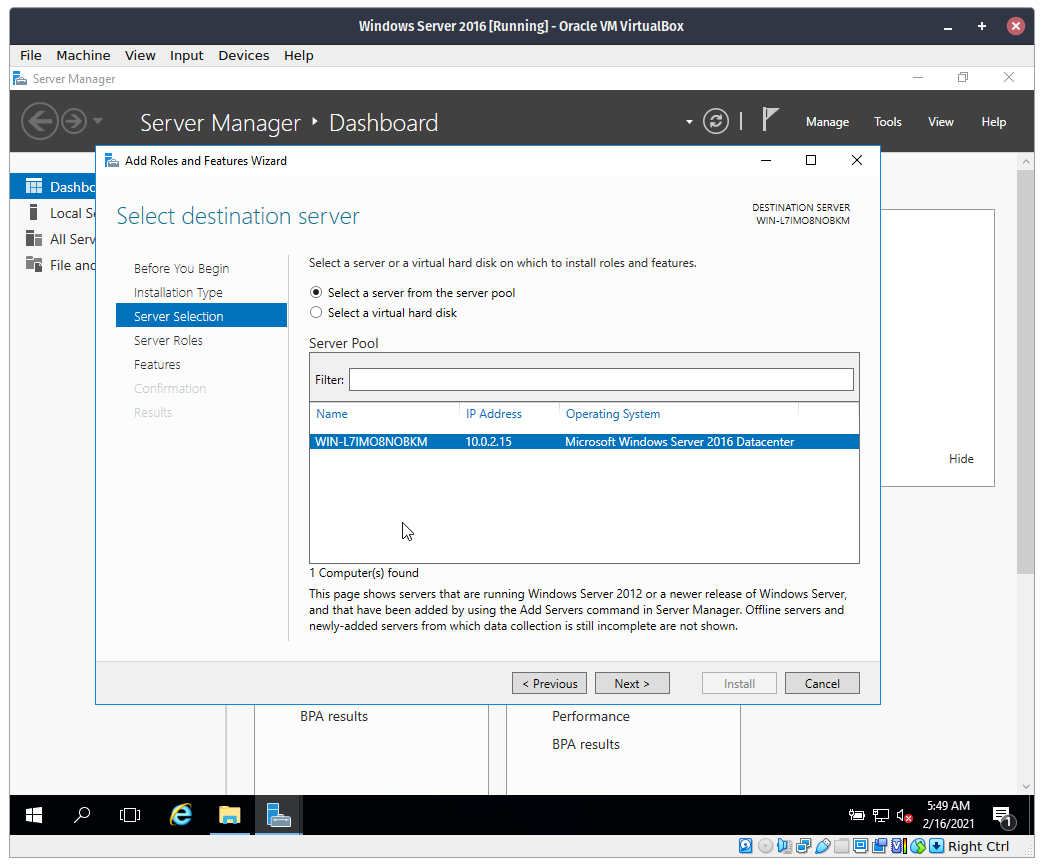 Windows Server 2016 [Running] - Oracle VM VirtualBox
File Machine View Input Devices Help
Server Manager
Server Manager Dashboard
Manage Tools View Help
Dashbo
Local Se
All Serv
File and
Add Roles and Features Wizard
Select destination server
DESTINATION SERVER
WIN-L7IMO8NOBKM
Before You Begin
Installation Type
Server Selection
Server Roles
Features
Confirmation
Results
Select a server or a virtual hard disk on which to install roles and features.
Select a server from the server pool
Select a virtual hard disk
Server Pool
Filter:
Name IP Address Operating System
WIN-L7IMO8NOBKM 10.0.2.15 Microsoft Windows Server 2016 Datacenter
1 Computer(s) found
This page shows servers that are running Windows Server 2012 or a newer release of Windows Server,
and that have been added by using the Add Servers command in Server Manager. Offline servers and
newly-added servers from which data collection is still incomplete are not shown.
< Previous Next > Install Cancel
Hide
BPA results
Performance
BPA results
5:49 AM
2/16/2021
1
Right Ctrl